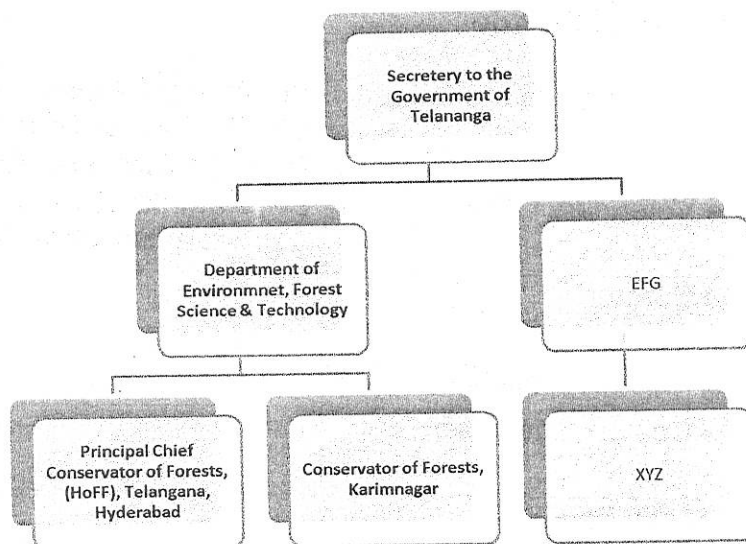 Secretery to the
Government of
Telananga
Department of
Environmnet, Forest
Science & Technology
EFG
Principal Chief
Conservator of Forests,
(HoFF), Telangana,
Hyderabad
Conservator of Forests,
Karimnagar
XYZ